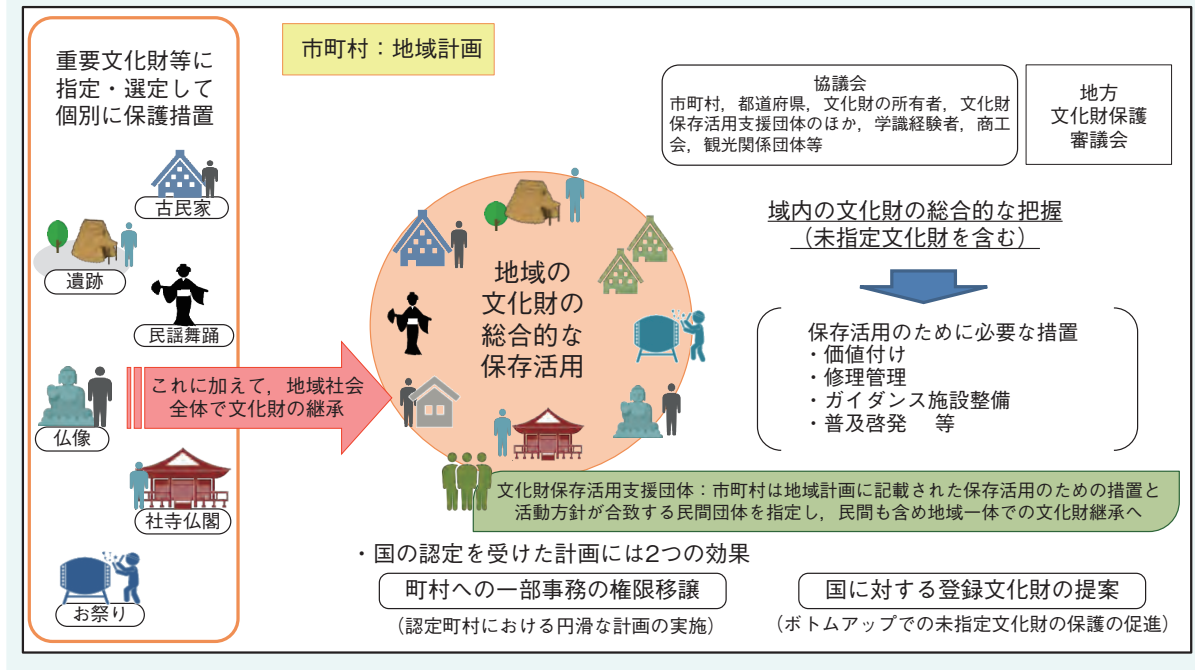 重要文化財等に
指定・選定して
個別に保護措置
古民家
遺跡
民謡舞踊
仏像
社寺仏閣
お祭り
市町村：地域計画
これに加えて，地域社会
全体で文化財の継承
地域の
文化財の
総合的な
保存活用
協議会
市町村，都道府県，文化財の所有者，文化財
保存活用支援団体のほか，学識経験者，商工
会，観光関係団体等
地方
文化財保護
審議会
域内の文化財の総合的な把握
（未指定文化財を含む）
保存活用のために必要な措置
・価値付け
・修理管理
・ガイダンス施設整備
・普及啓発　等
文化財保存活用支援団体：市町村は地域計画に記載された保存活用のための措置と
活動方針が合致する民間団体を指定し，民間も含め地域一体での文化財継承へ
・国の認定を受けた計画には2つの効果
町村への一部事務の権限移譲
（認定町村における円滑な計画の実施）
国に対する登録文化財の提案
（ボトムアップでの未指定文化財の保護の促進）